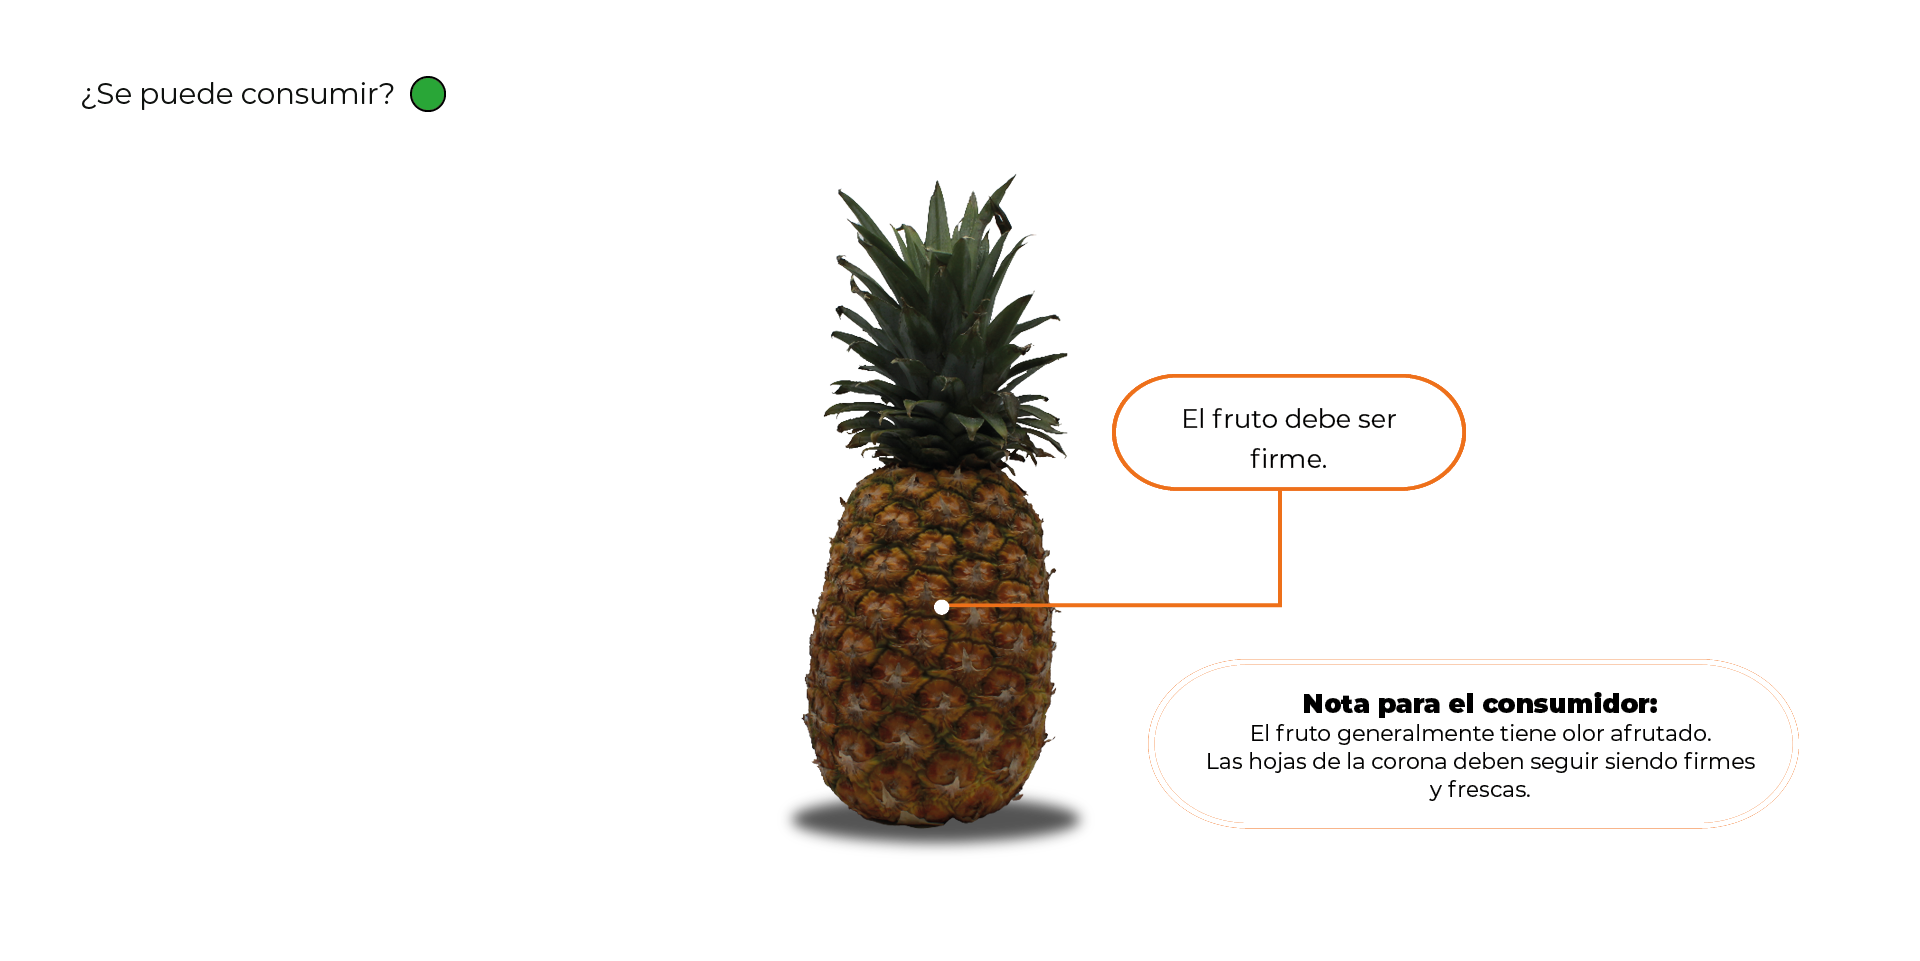 ¿Se puede consumir?
El fruto debe ser
firme.
Nota para el consumidor:
El fruto generalmente tiene olor afrutado.
Las hojas de la corona deben seguir siendo firmes
y frescas.